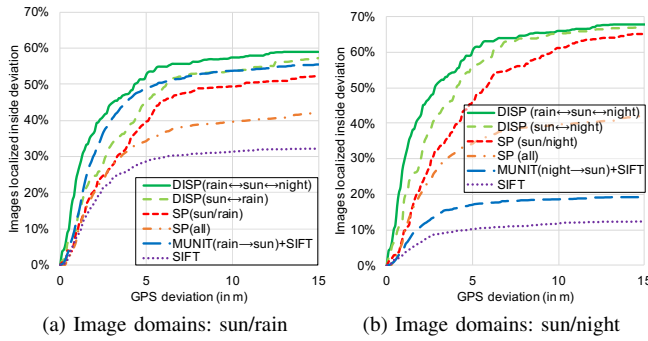 70%
60%
50%
40%
30%
20%
10%
0%
Images localized inside deviation
DISP(rain↔sun↔night)
DISP(sun↔rain)
SP(sun/rain)
SP(all)
MUNIT(rain→sun)+SIFT
SIFT
0 5 10 15
GPS deviation (in m)
(a) Image domains: sun/rain
70%
60%
50%
40%
30%
20%
10%
0%
Images localized inside deviation
DISP (rain↔sun↔night)
DISP (sun↔night)
SP (sun/night)
SP (all)
MUNIT(night→sun)+SIFT
SIFT
0 5 10 15
GPS deviation (in m)
(b) Image domains: sun/night